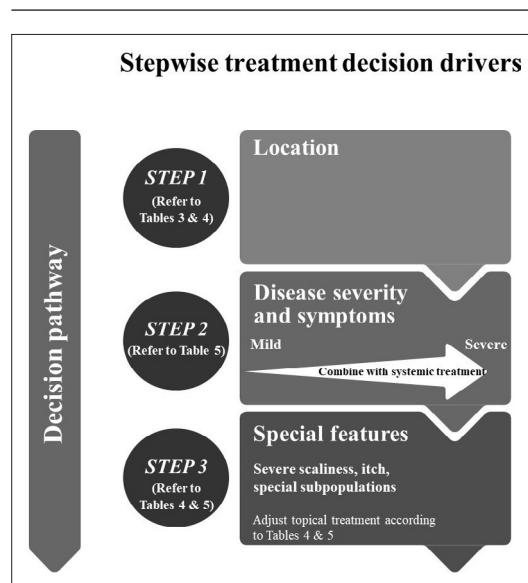 Stepwise treatment decision drivers
Decision pathway
STEP 1
(Refer to
Tables 3 & 4)
Location
STEP 2
(Refer to Table 5)
Disease severity
and symptoms
Mild
Severe
Combine with systemic treatment
STEP 3
(Refer to
Tables 4 & 5)
Special features
Severe scaliness, itch,
special subpopulations
Adjust topical treatment according
to Tables 4 & 5